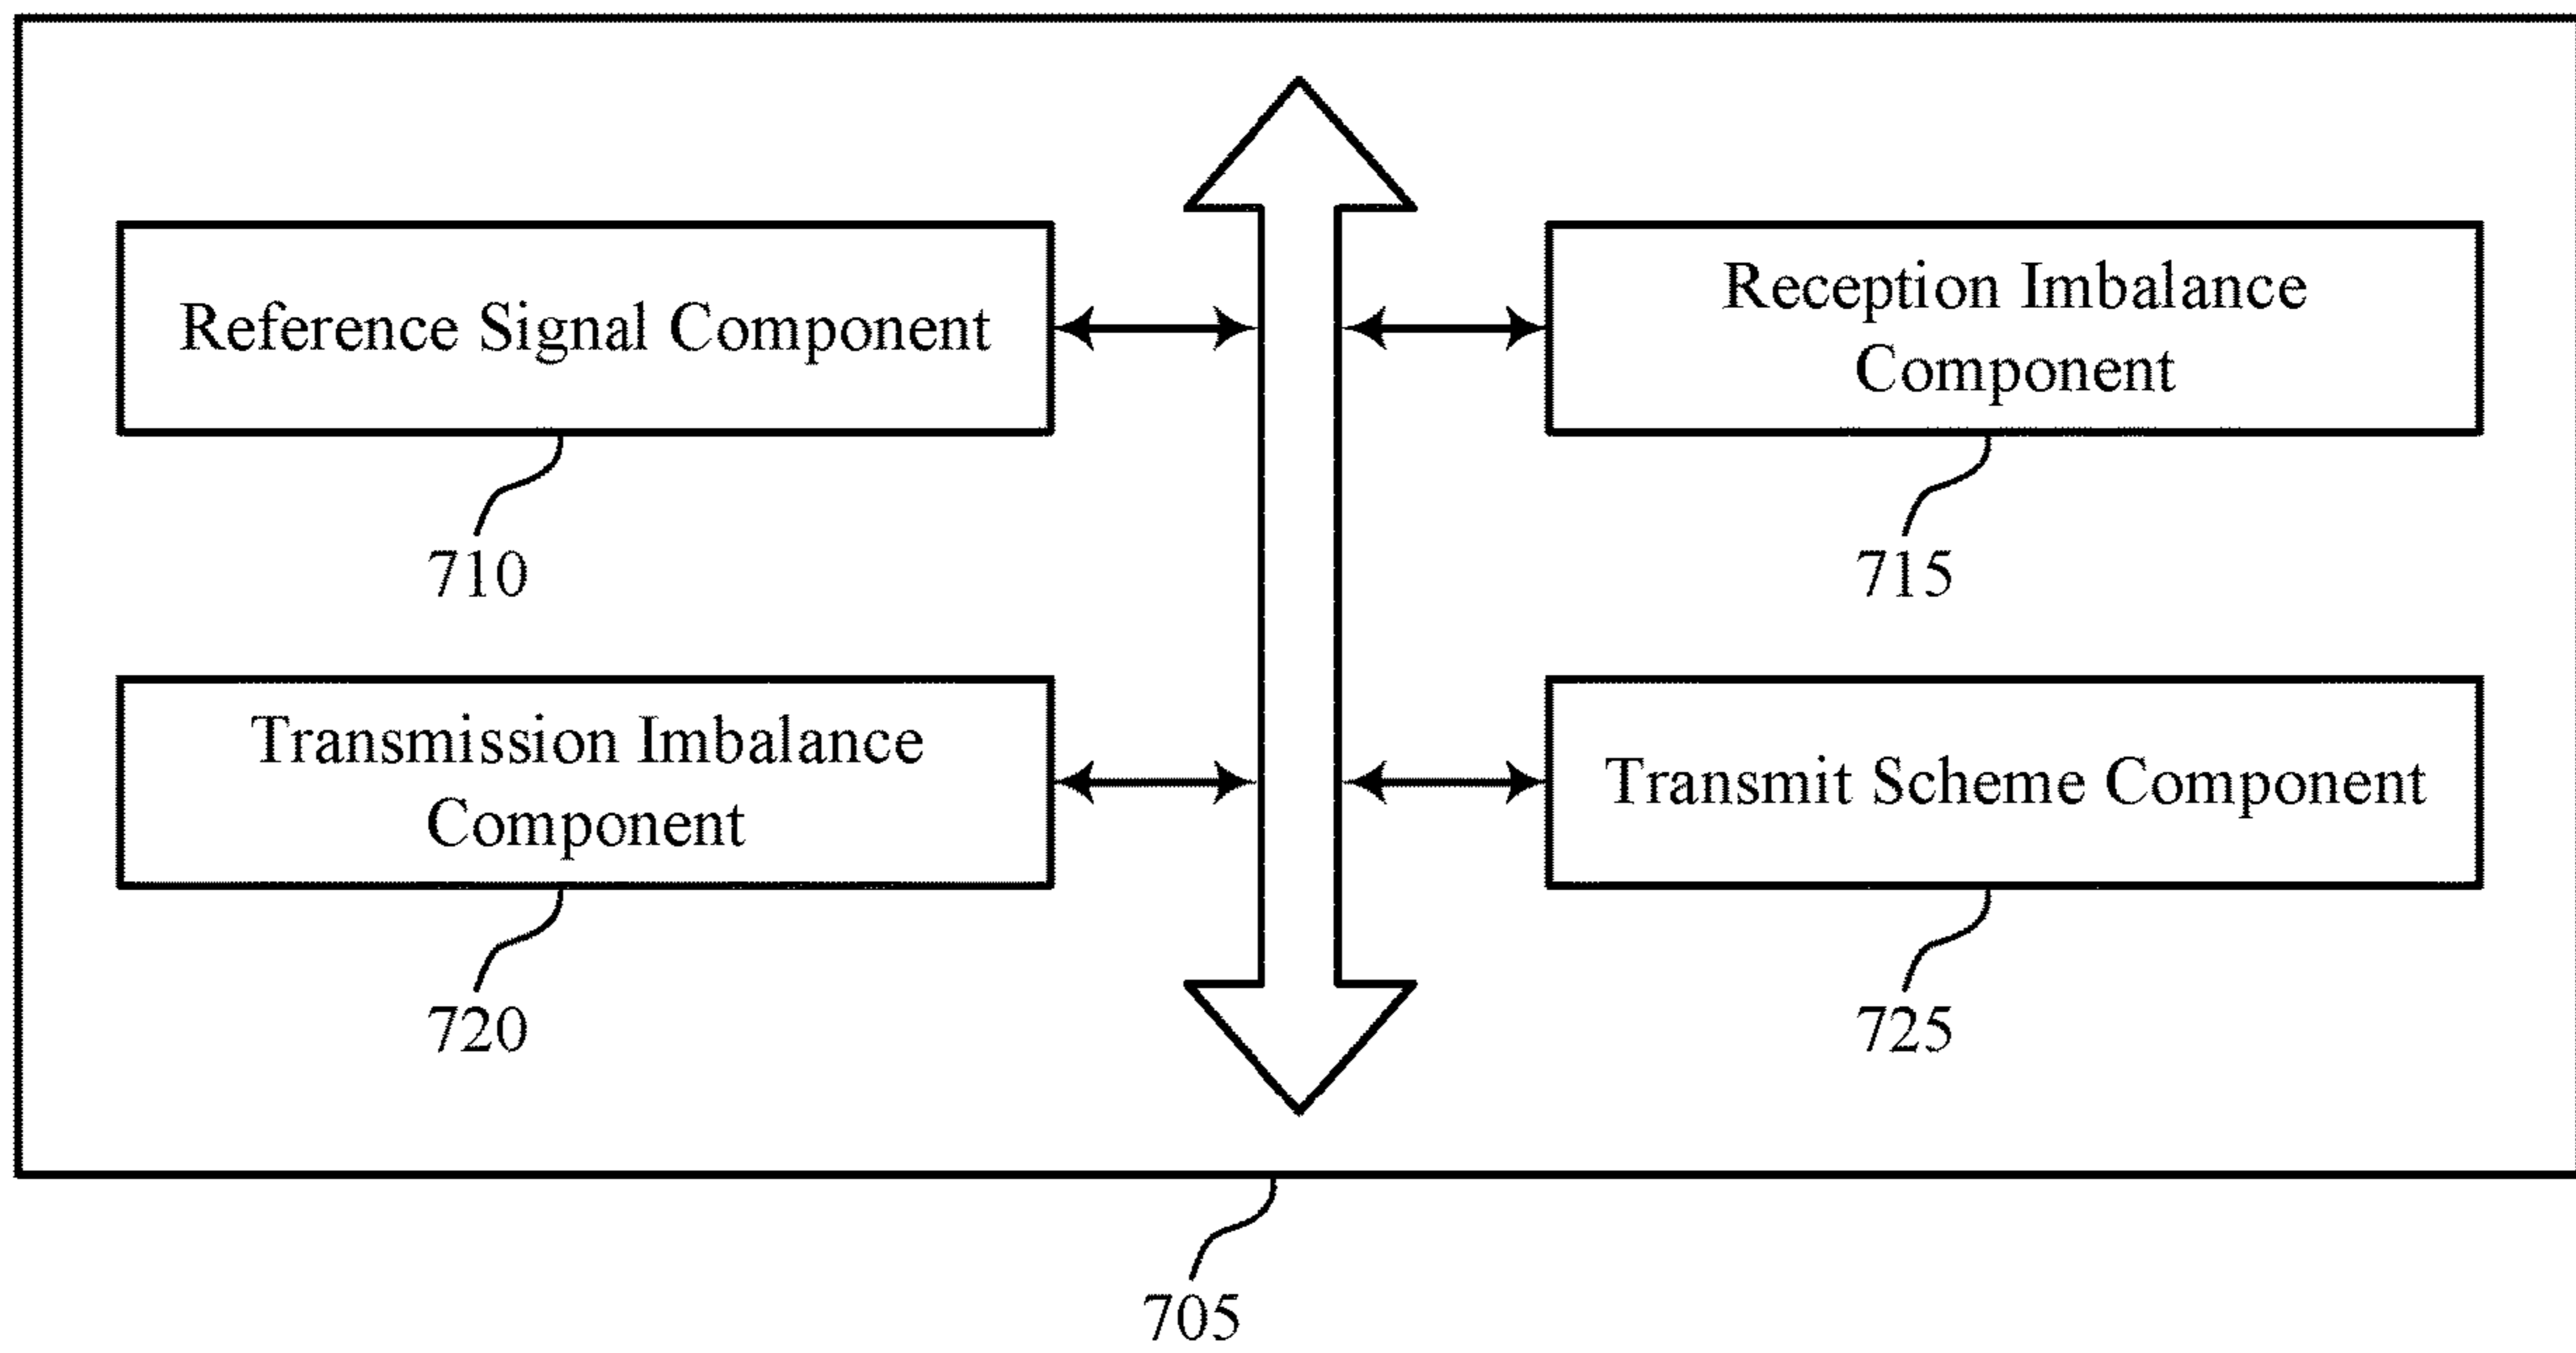 Reference Signal Component
710
Reception Imbalance
Component
715
Transmission Imbalance
Component
720
Transmit Scheme Component
725
705